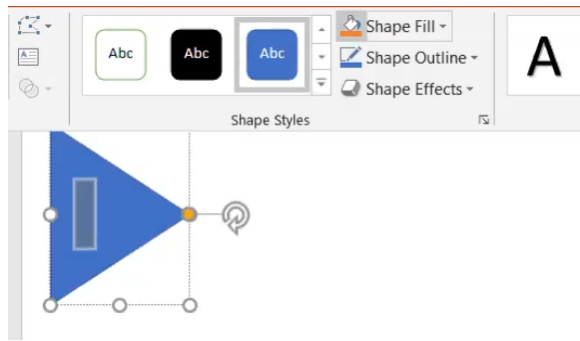 Abc
Abc
Abc
Shape Fill
Shape Outline
Shape Effects
Shape Styles
A